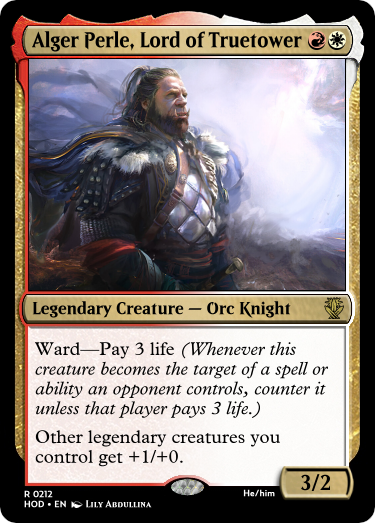 Alger Perle, Lord of Truetower
Legendary Creature — Orc Knight
Ward—Pay 3 life (Whenever this
creature becomes the target of a spell or
ability an opponent controls, counter it
unless that player pays 3 life.)
Other legendary creatures you
control get +1/+0.
3/2
R 0212
HOD • EN Lily Abdullina
He/him